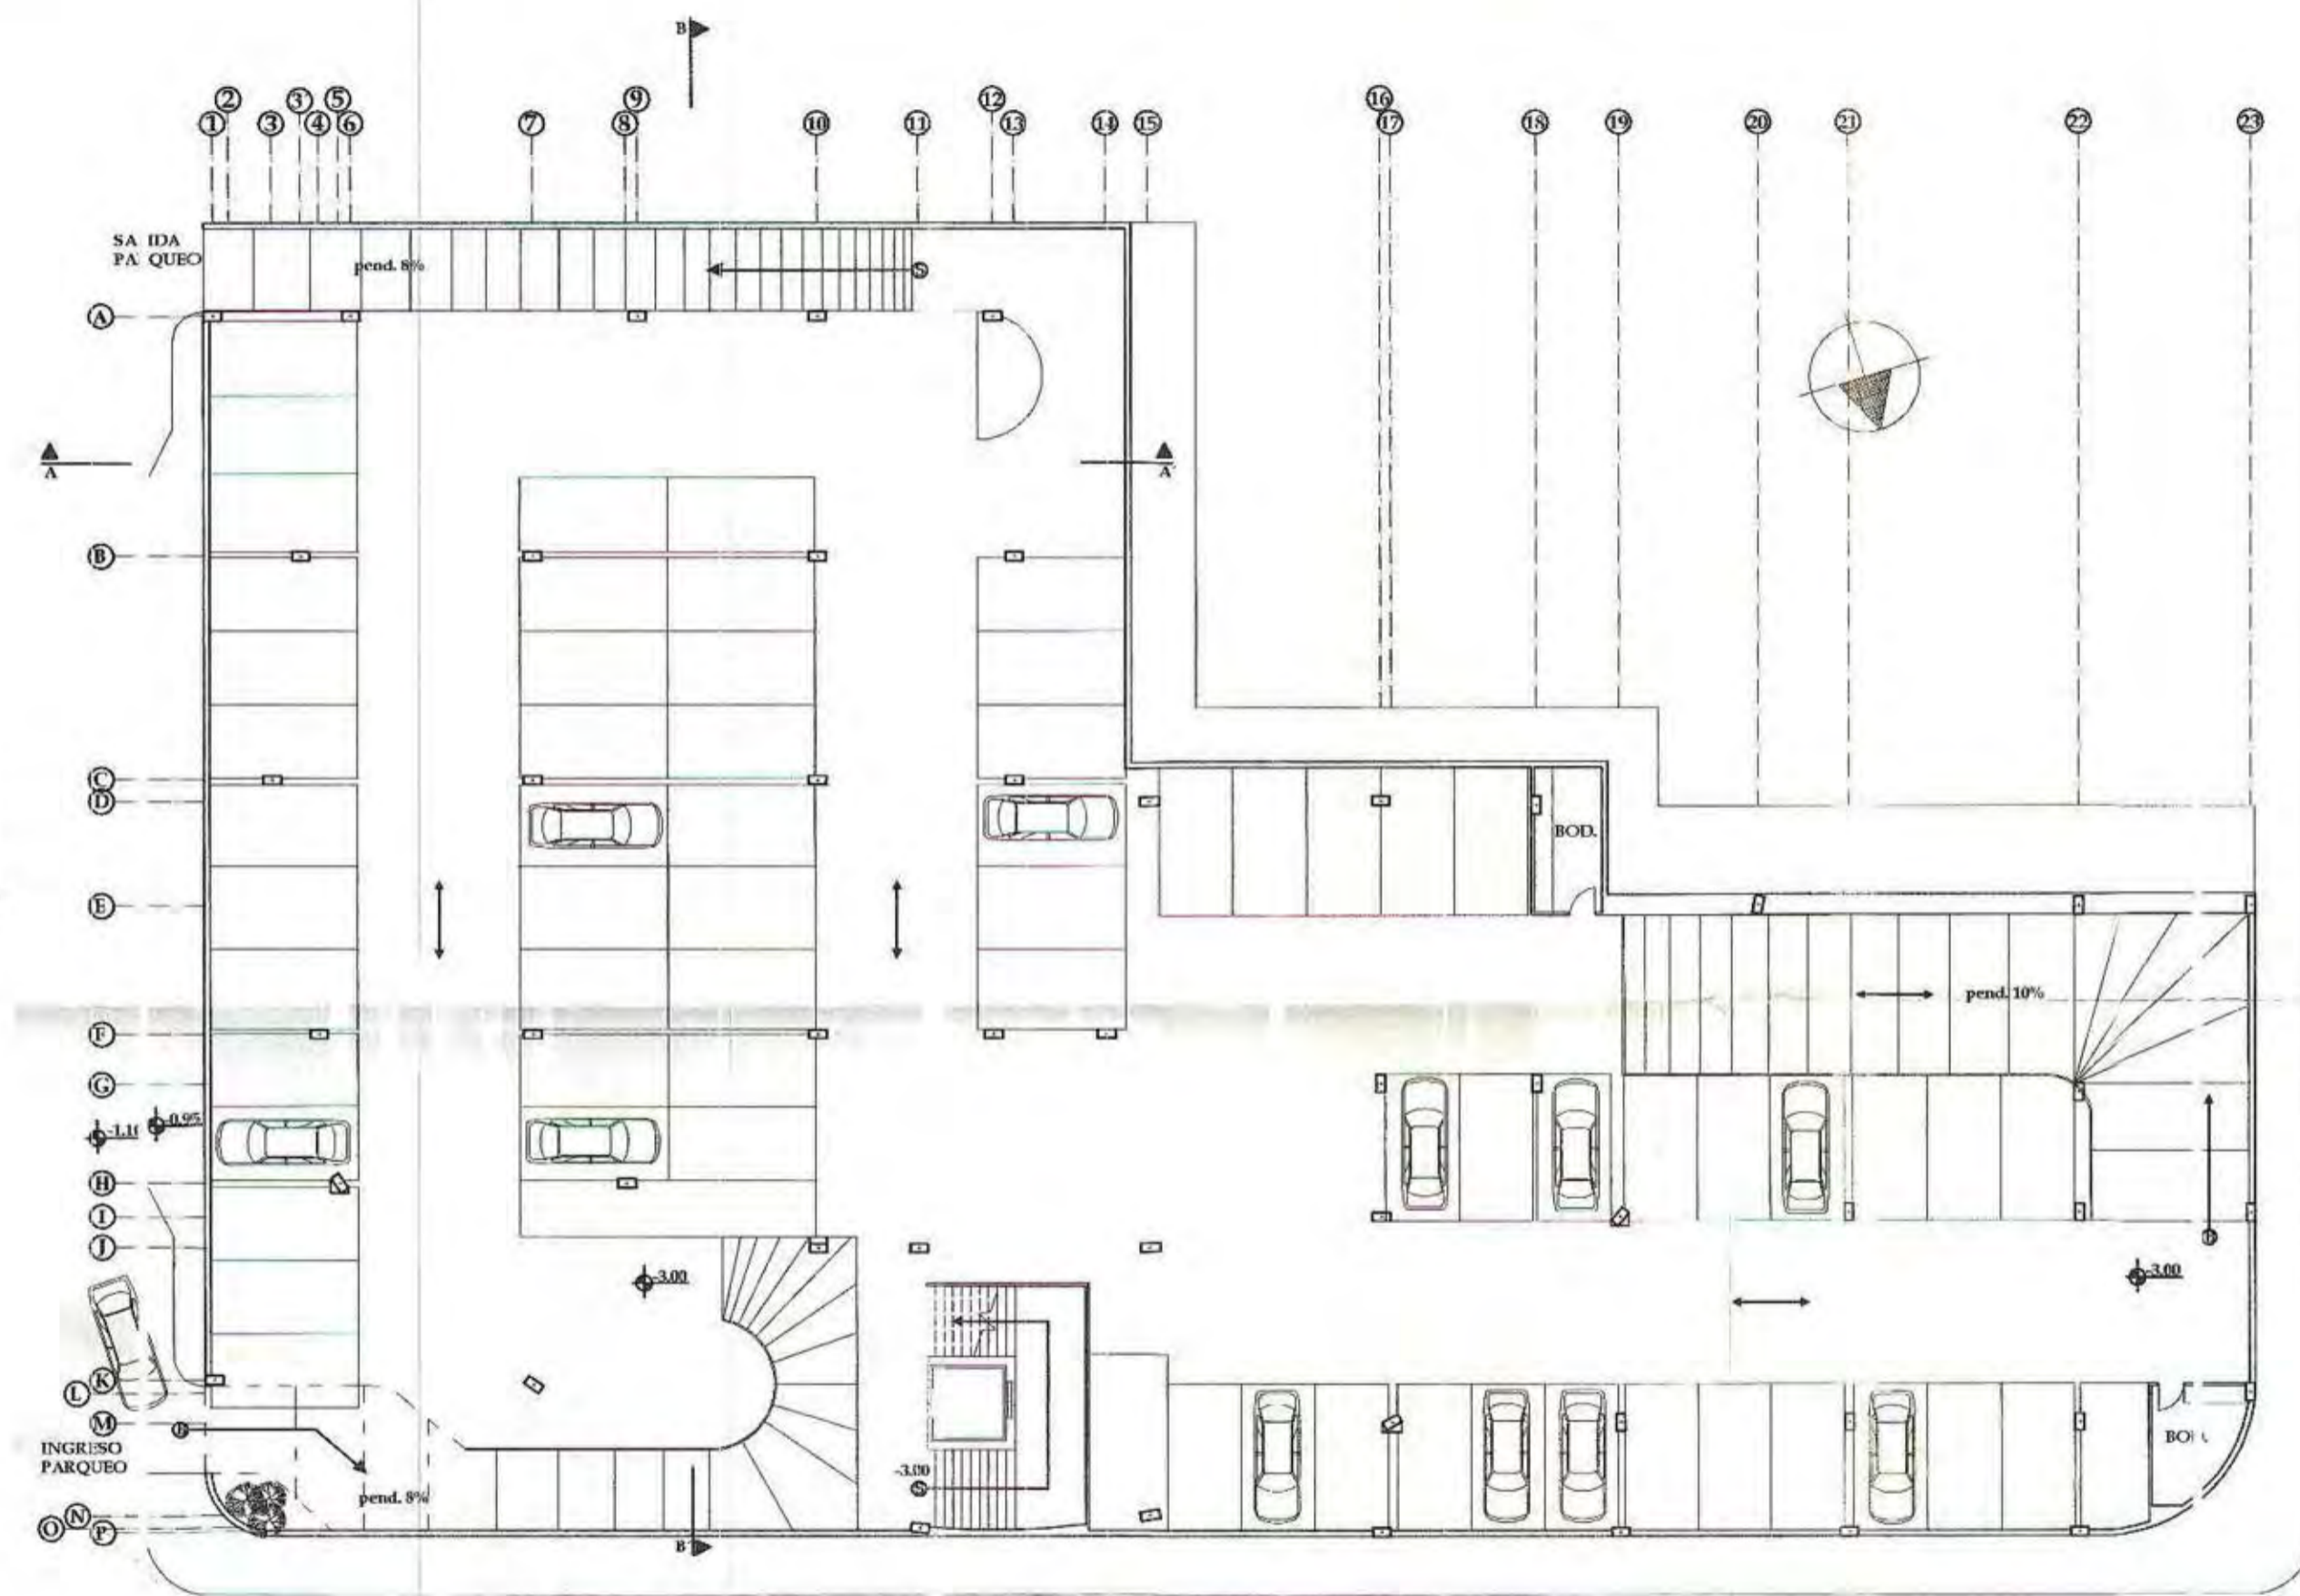 B
2 3' 5 9 12 16
1 3 4 6 7 8 10 11 13 14 15 17 18 19 20 21 22 23
SA IDA
PA QUEO
pend. 8%
S
A
A
A'
B
C
D
BOD.
E
pend. 10%
F
G
-1.10 -0.95
H
I
J
-3.00
-3.00
K
L
M
B
INGRESO
PARQUEO
BOD.
-3.00
S
pend. 8%
N
O P
B'